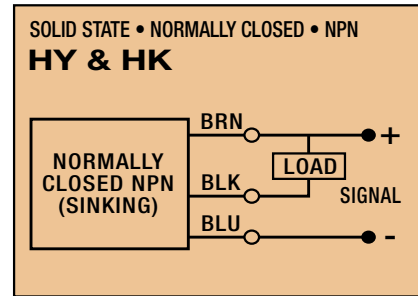 SOLID STATE • NORMALLY CLOSED • NPN
HY & HK
BRN
+
NORMALLY
CLOSED NPN
(SINKING)
LOAD
BLK
SIGNAL
BLU
-